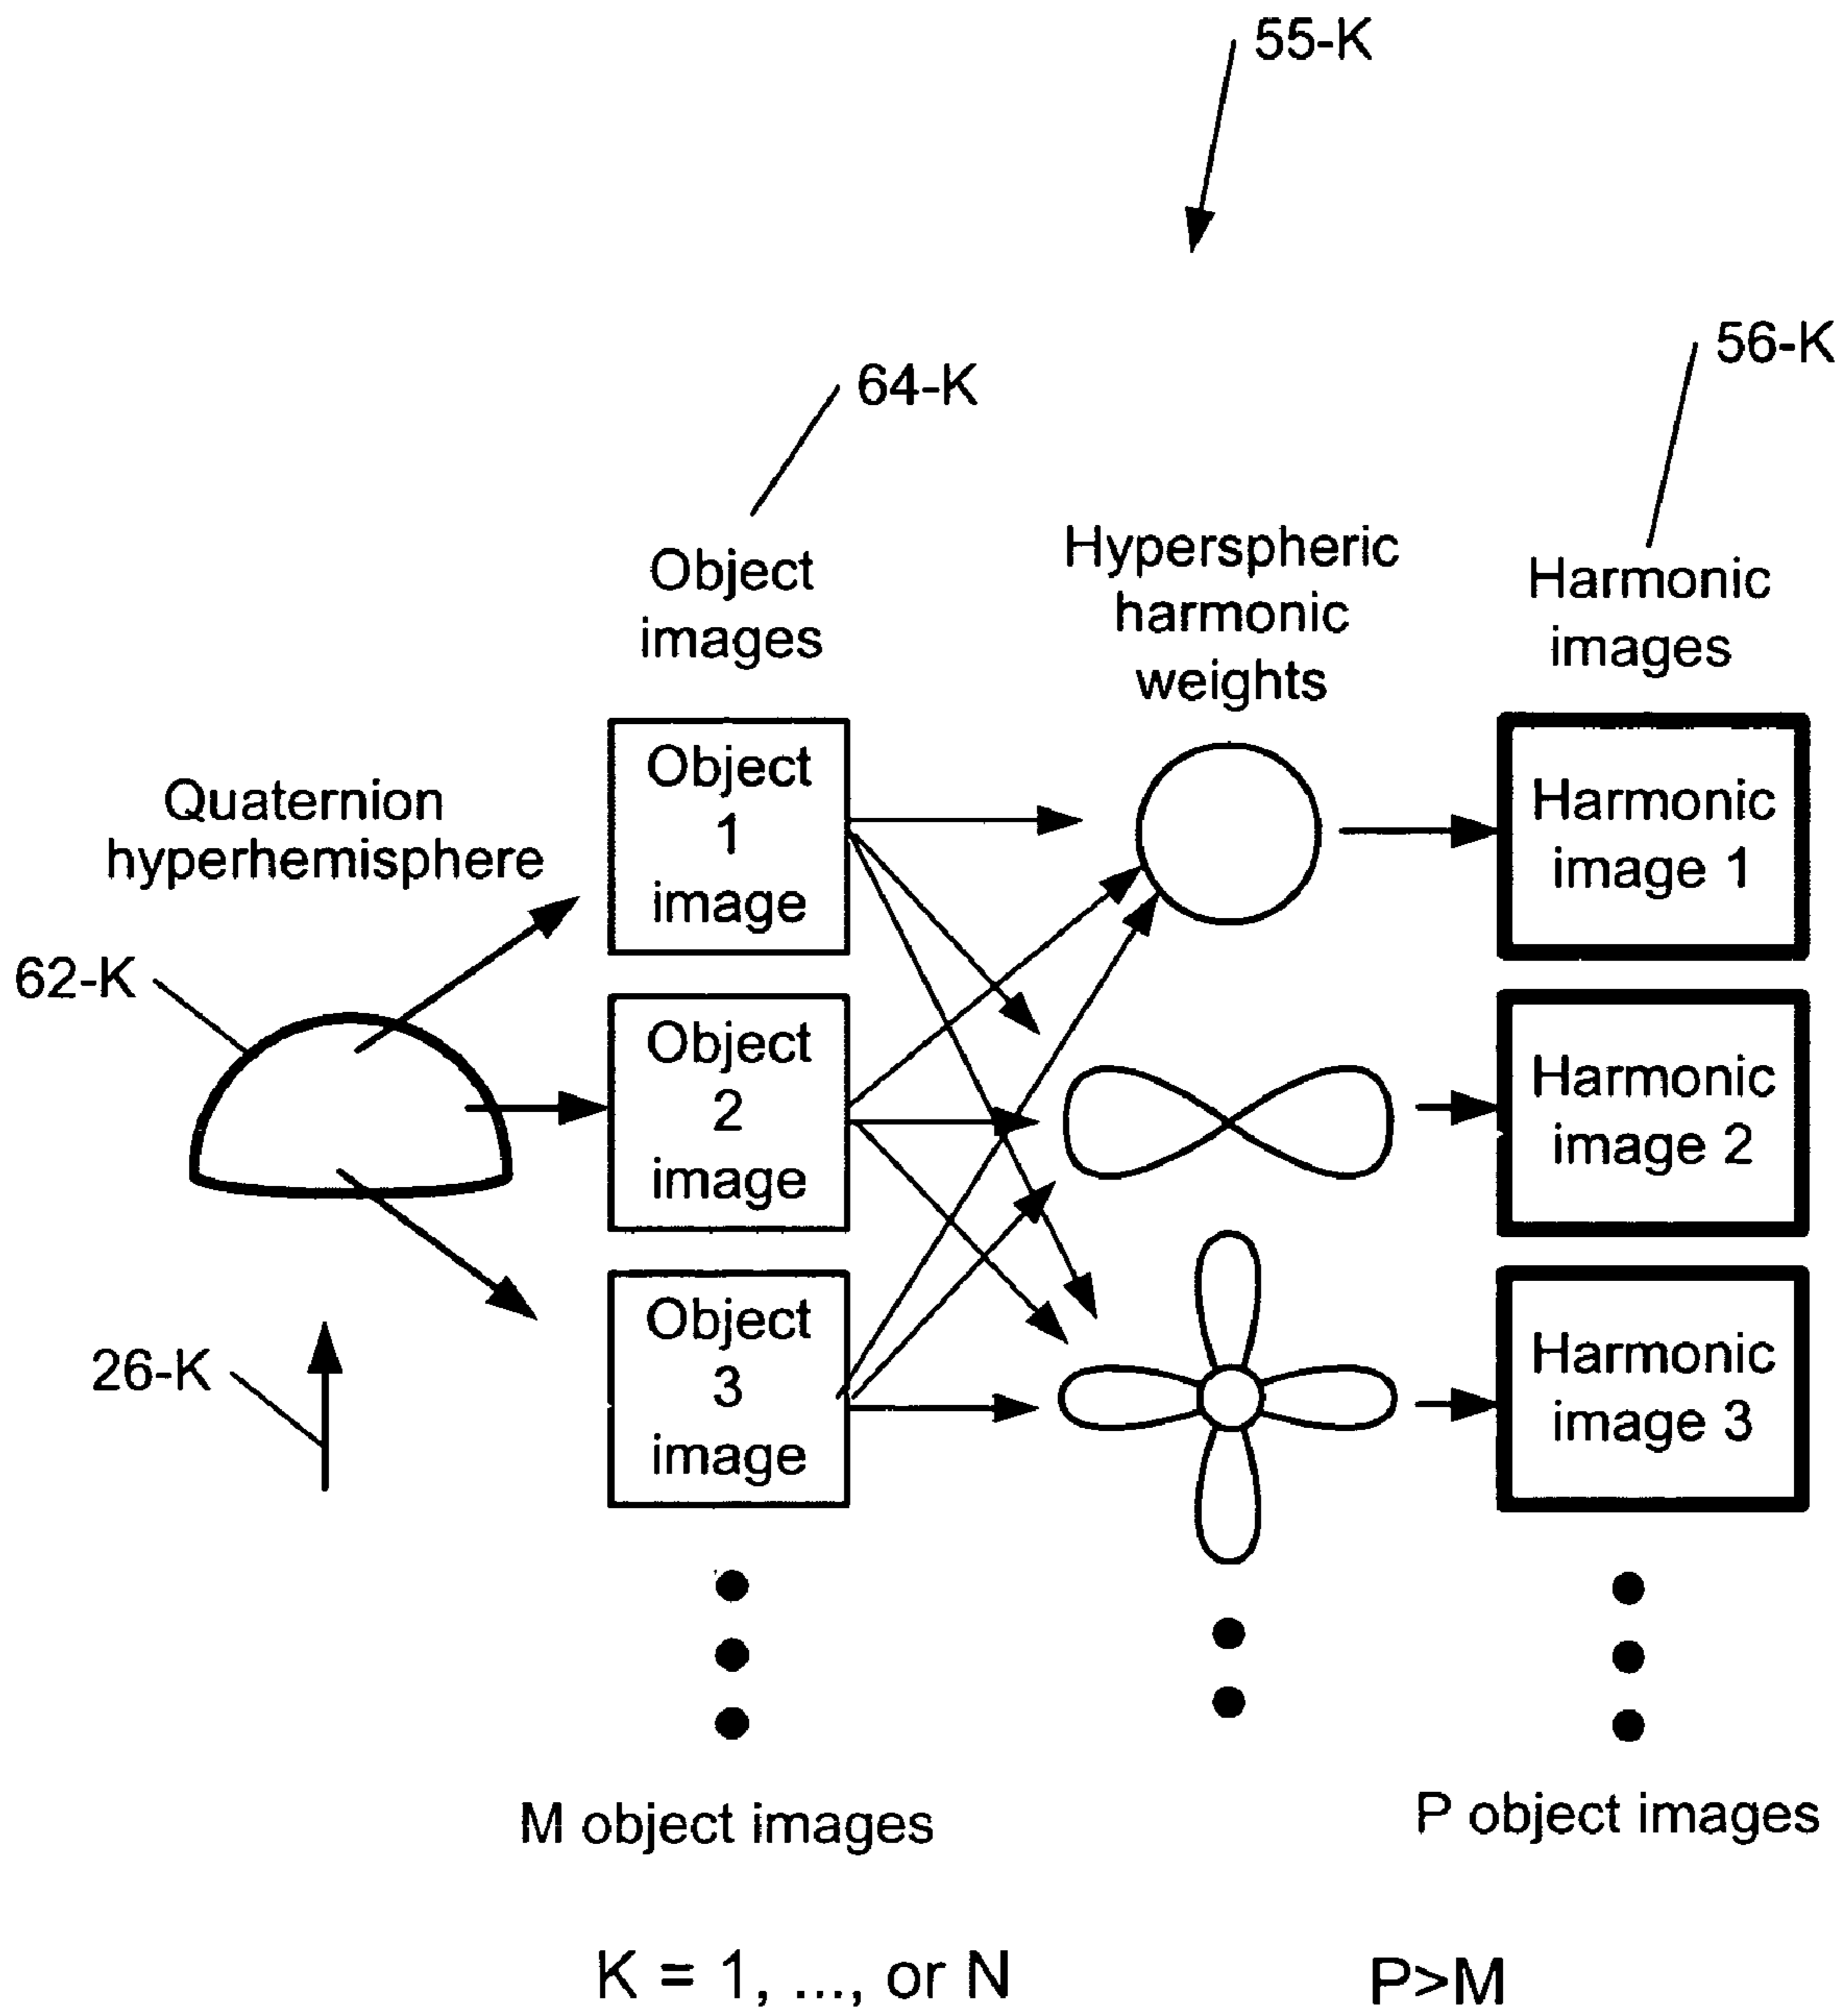 55-K
56-K
64-K
Object
images
Hyperspheric
harmonic
weights
Harmonic
images
Quaternion
hyperhemisphere
62-K
26-K
Object
1
image
Harmonic
image 1
Object
2
image
Harmonic
image 2
Object
3
image
Harmonic
image 3
M object images
P object images
K = 1, ..., or N
P>M